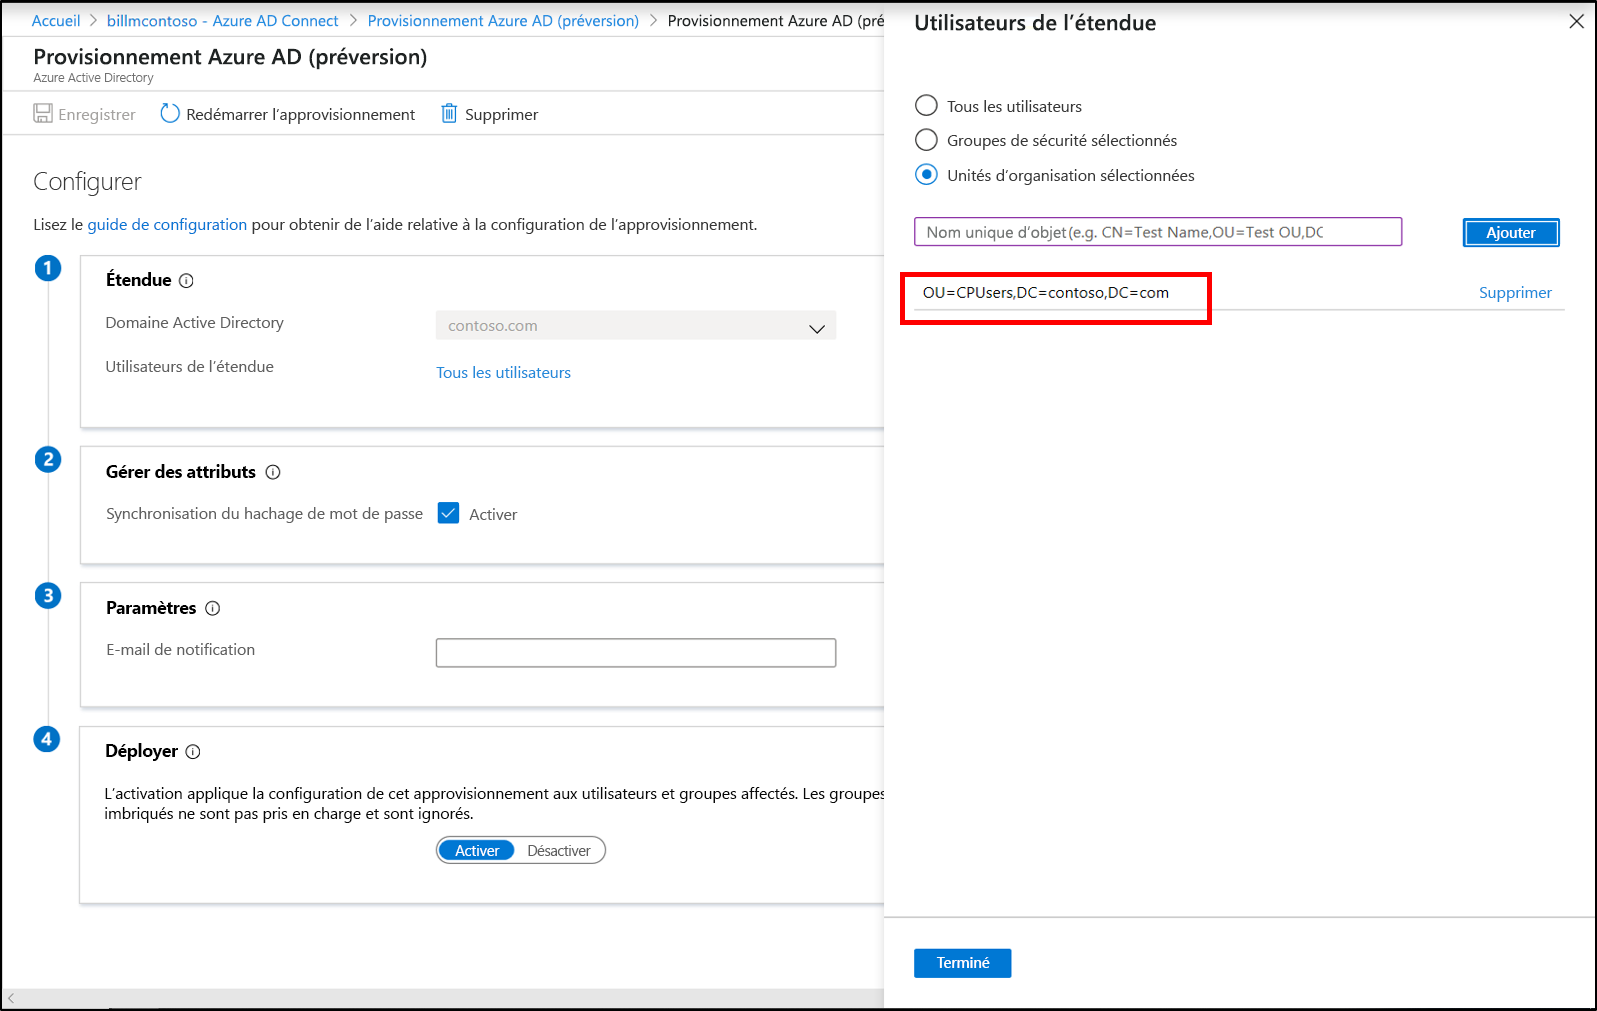 Accueil > billmcontoso - Azure AD Connect > Provisionnement Azure AD (préversion) > Provisionnement Azure AD (pré
Provisionnement Azure AD (préversion)
Azure Active Directory
Enregistrer Redémarrer l’approvisionnement Supprimer
Configurer
Lisez le guide de configuration pour obtenir de l’aide relative à la configuration de l’approvisionnement.
1
Étendue
Domaine Active Directory contoso.com
Utilisateurs de l’étendue Tous les utilisateurs
2
Gérer des attributs
Synchronisation du hachage de mot de passe Activer
3
Paramètres
E-mail de notification
4
Déployer
L’activation applique la configuration de cet approvisionnement aux utilisateurs et groupes affectés. Les groupes
imbriqués ne sont pas pris en charge et sont ignorés.
Activer Désactiver
Utilisateurs de l’étendue
Tous les utilisateurs
Groupes de sécurité sélectionnés
Unités d’organisation sélectionnées
Nom unique d’objet (e.g. CN=Test Name,OU=Test OU,DC Ajouter
OU=CPUsers,DC=contoso,DC=com Supprimer
Terminé